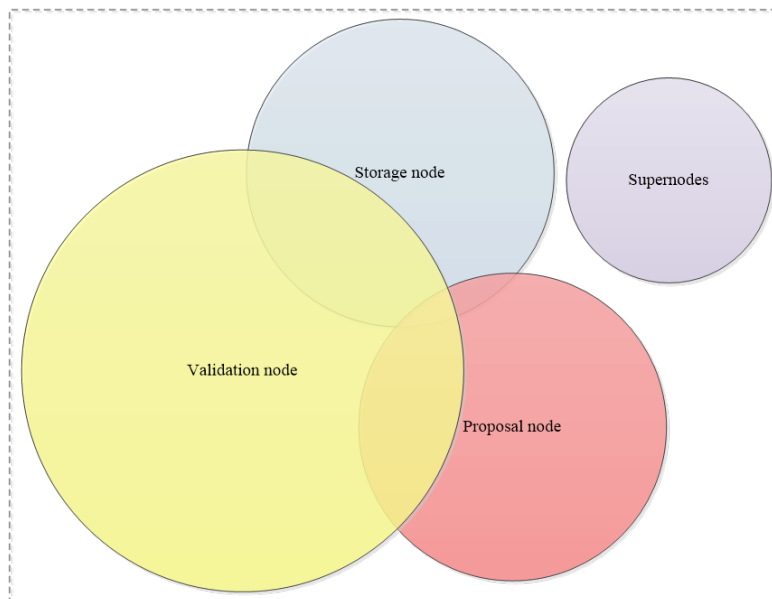 Storage node
Supernodes
Validation node
Proposal node